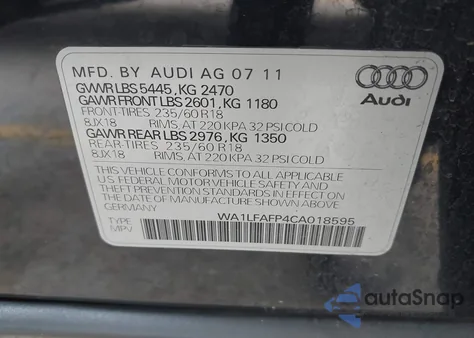 MFD. BY AUDI AG 07 11
GVWR LBS 5445, KG 2470
GAWR FRONT LBS 2601, KG 1180
FRONT-TIRES 235/60 R18
8JX18 RIMS, AT 220 KPA 32 PSI COLD
GAWR REAR LBS 2976, KG 1350
REAR-TIRES 235/60 R18
8JX18 RIMS, AT 220 KPA 32 PSI COLD
THIS VEHICLE CONFORMS TO ALL APPLICABLE
U.S. FEDERAL MOTOR VEHICLE SAFETY AND
THEFT PREVENTION STANDARDS IN EFFECT ON
THE DATE OF MANUFACTURE SHOWN ABOVE
TYPE WA1LFAFP4CA018595
MPV
Audi
autoSnap